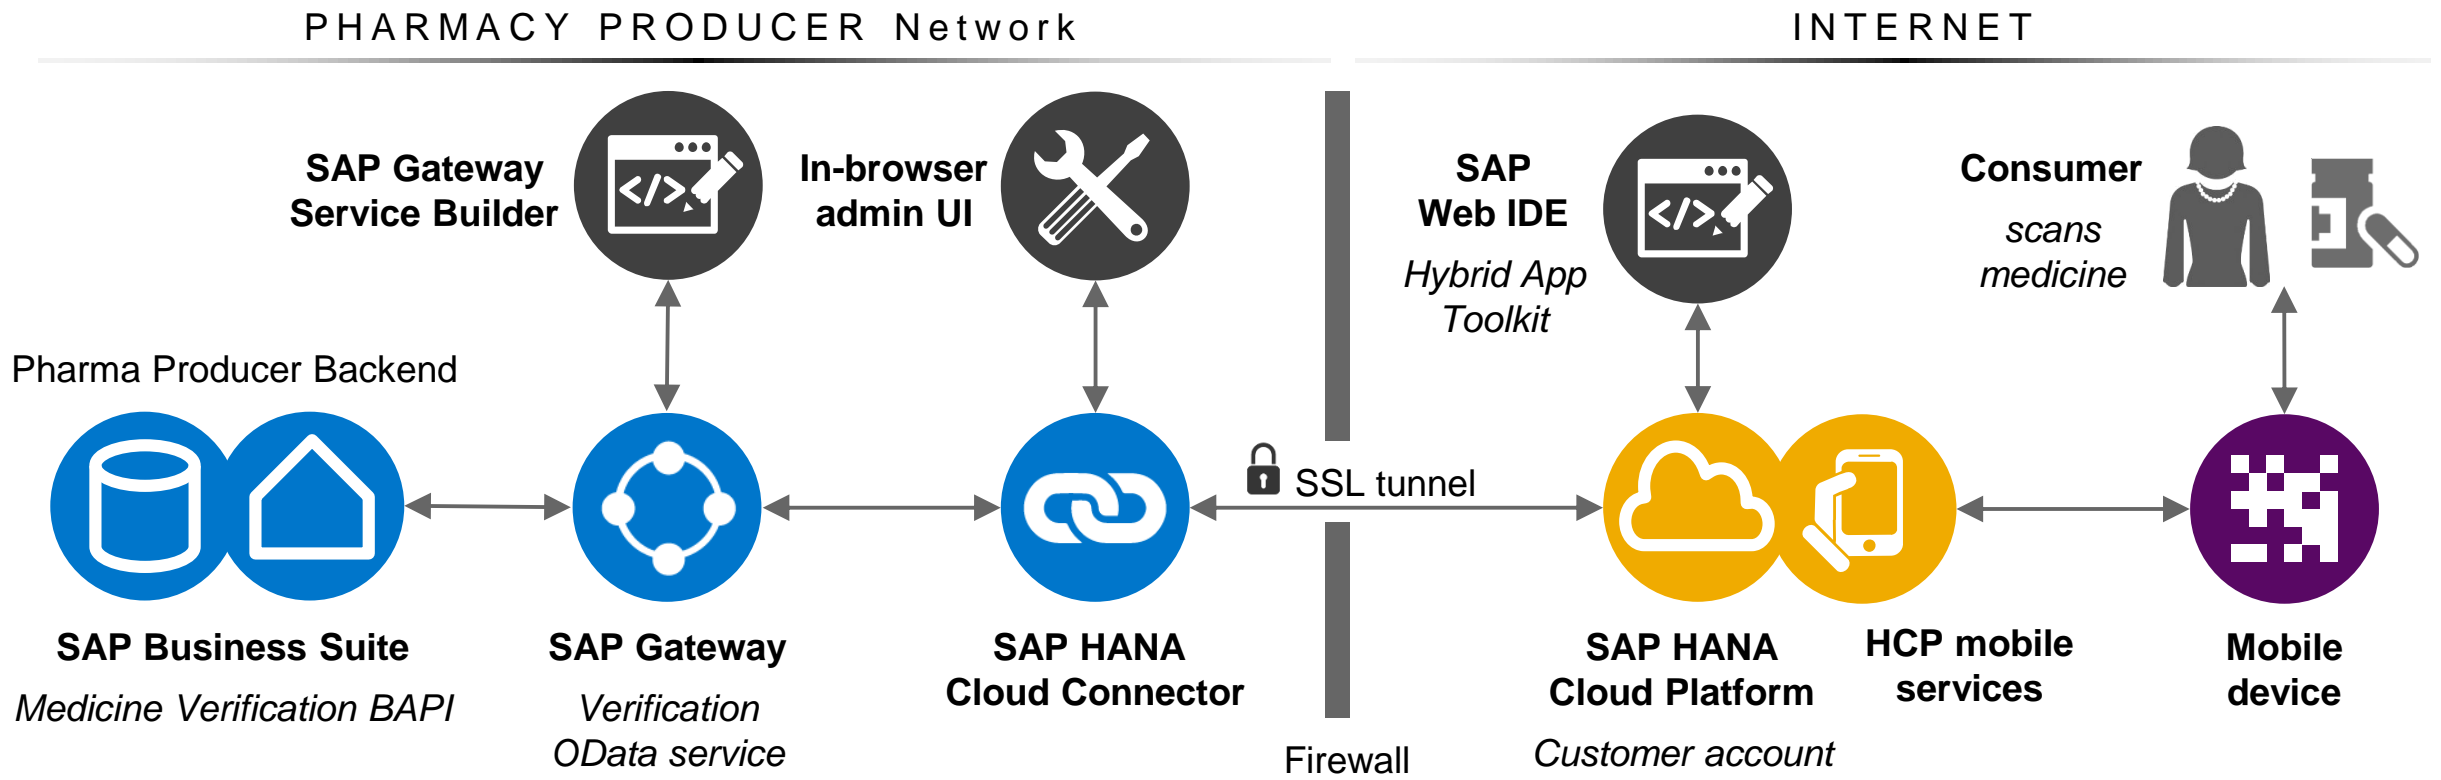 PHARMACY PRODUCER Network
INTERNET
SAP Gateway
Service Builder
In-browser
admin UI
SAP
Web IDE
Hybrid App
Toolkit
Consumer
scans
medicine
Pharma Producer Backend
SSL tunnel
SAP Business Suite
Medicine Verification BAPI
SAP Gateway
Verification
OData service
SAP HANA
Cloud Connector
Firewall
SAP HANA
Cloud Platform
Customer account
HCP mobile
services
Mobile
device